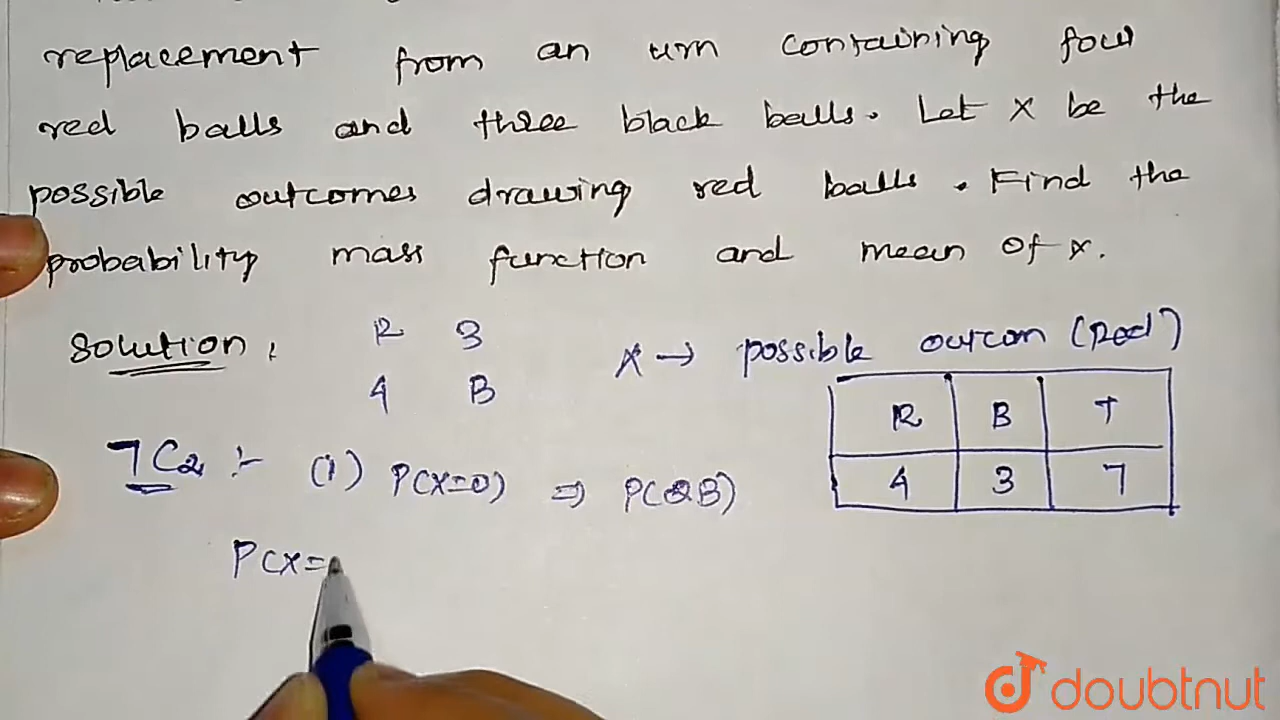 replacement from an urn containing four
red balls and three black balls. Let X be the
possible outcomes drawing red balls. Find the
probability mass function and mean of x.
Solution:
R 3
4 B
X → possible outcom (Red)
R B T
4 3 7
7C2 :- (1) P(X=0) ⇒ P(2B)
P(X=
doubtnut